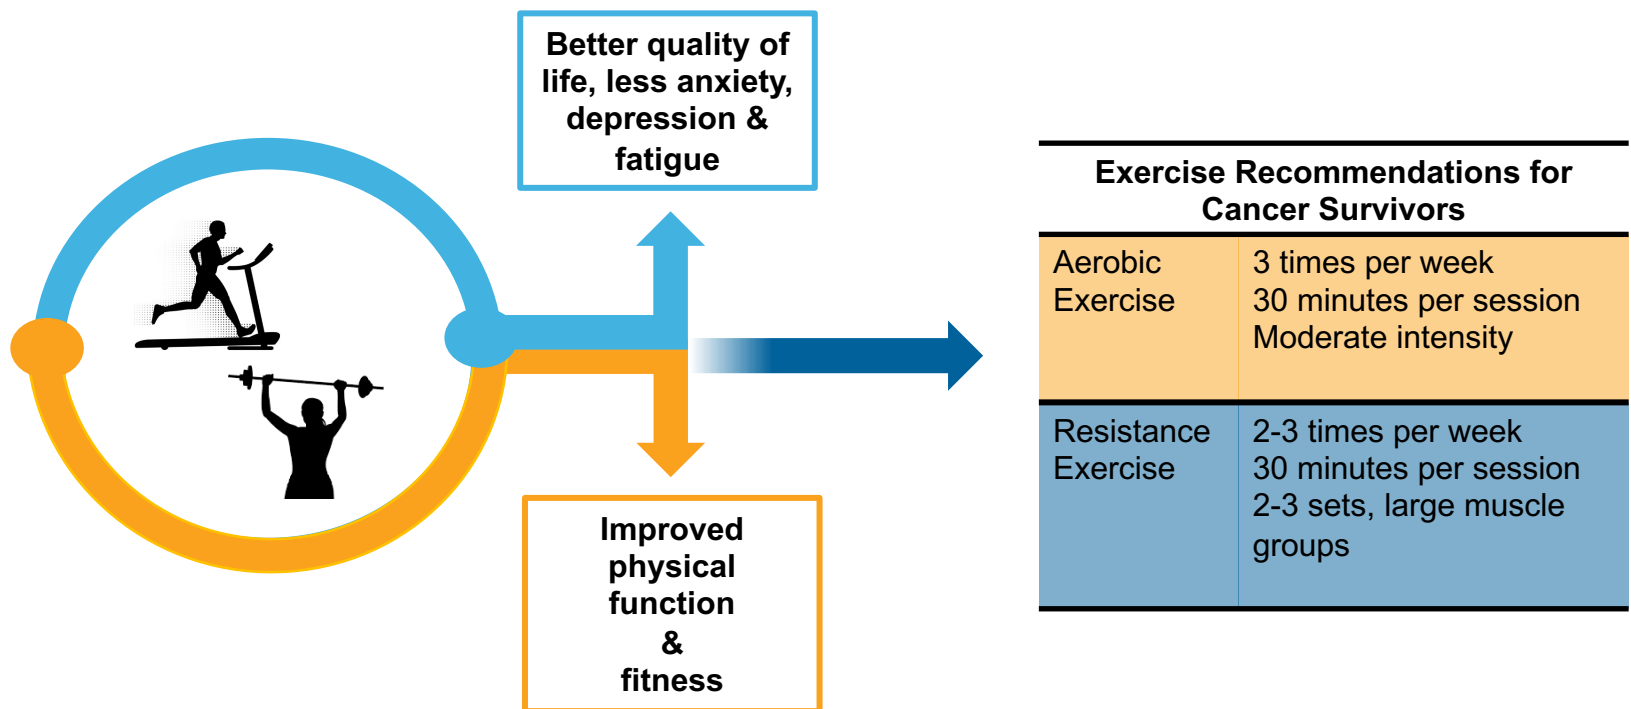 Better quality of
life, less anxiety,
depression &
fatigue
Improved
physical
function
&
fitness
Exercise Recommendations for
Cancer Survivors
Aerobic
Exercise
3 times per week
30 minutes per session
Moderate intensity
Resistance
Exercise
2-3 times per week
30 minutes per session
2-3 sets, large muscle
groups